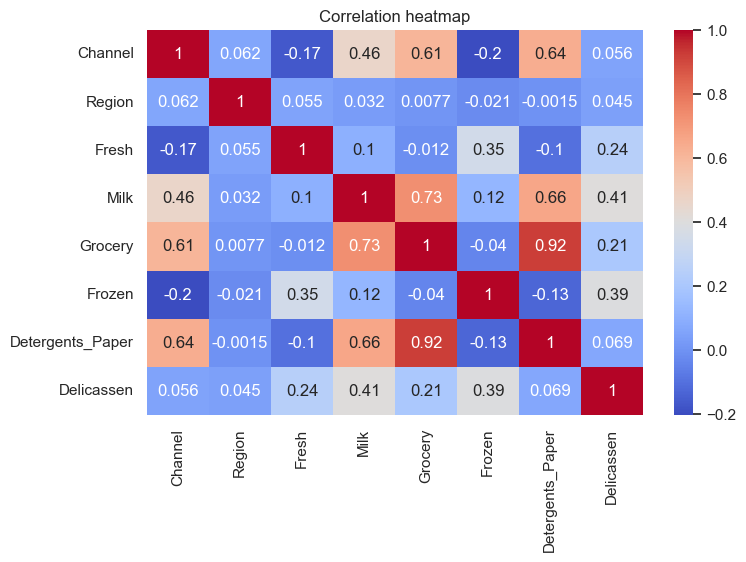 Correlation heatmap
Channel 1 0.062 -0.17 0.46 0.61 -0.2 0.64 0.056
Region 0.062 1 0.055 0.032 0.0077 -0.021 -0.0015 0.045
Fresh -0.17 0.055 1 0.1 -0.012 0.35 -0.1 0.24
Milk 0.46 0.032 0.1 1 0.73 0.12 0.66 0.41
Grocery 0.61 0.0077 -0.012 0.73 1 -0.04 0.92 0.21
Frozen -0.2 -0.021 0.35 0.12 -0.04 1 -0.13 0.39
Detergents_Paper 0.64 -0.0015 -0.1 0.66 0.92 -0.13 1 0.069
Delicassen 0.056 0.045 0.24 0.41 0.21 0.39 0.069 1
Channel
Region
Fresh
Milk
Grocery
Frozen
Detergents_Paper
Delicassen
1.0
0.8
0.6
0.4
0.2
0.0
−0.2